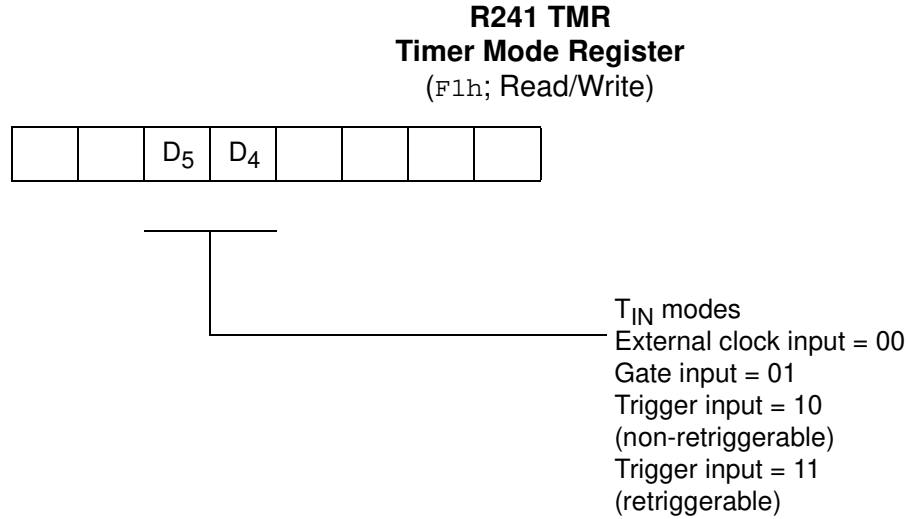 R241 TMR
Timer Mode Register
(F1h; Read/Write)
D5 D4
TIN modes
External clock input = 00
Gate input = 01
Trigger input = 10
(non-retriggerable)
Trigger input = 11
(retriggerable)